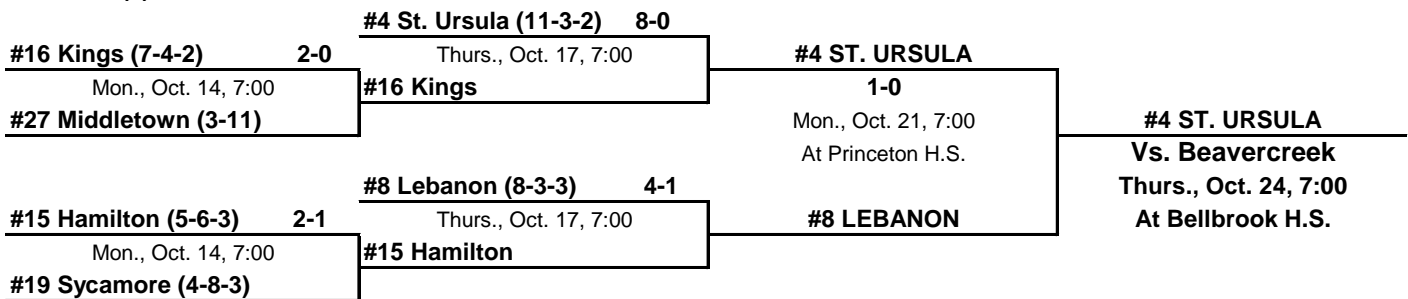 #4 St. Ursula (11-3-2) 8-0
#16 Kings (7-4-2) 2-0
Thurs., Oct. 17, 7:00
#4 ST. URSULA
Mon., Oct. 14, 7:00
#16 Kings
1-0
#27 Middletown (3-11)
Mon., Oct. 21, 7:00
#4 ST. URSULA
At Princeton H.S.
Vs. Beavercreek
#8 Lebanon (8-3-3) 4-1
Thurs., Oct. 24, 7:00
#15 Hamilton (5-6-3) 2-1
Thurs., Oct. 17, 7:00
#8 LEBANON
At Bellbrook H.S.
Mon., Oct. 14, 7:00
#15 Hamilton
#19 Sycamore (4-8-3)